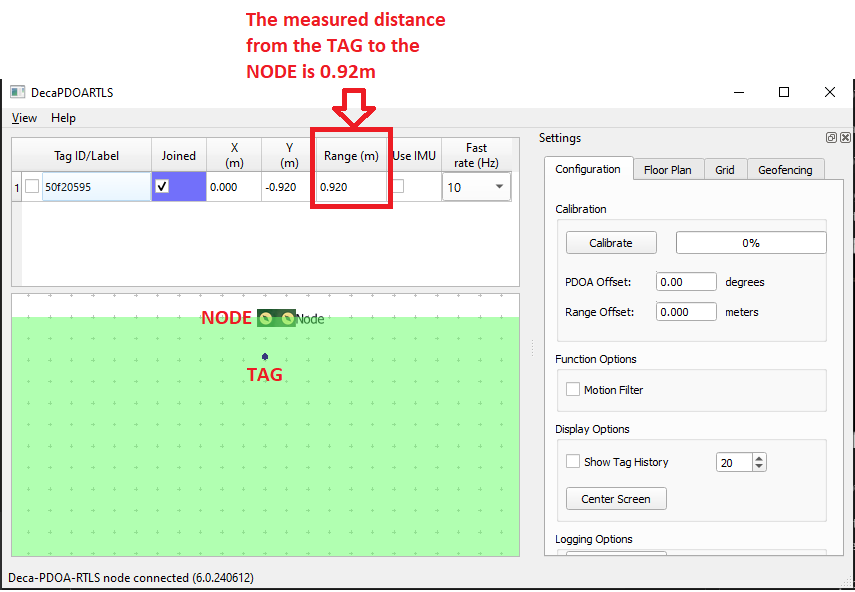 The measured distance
from the TAG to the
NODE is 0.92m
DecaPDOARTLS
View Help
Tag ID/Label Joined X (m) Y (m) Range (m) Use IMU Fast rate (Hz)
1 50f20595 0.000 -0.920 0.920 10
NODE Node
TAG
Settings
Configuration Floor Plan Grid Geofencing
Calibration
Calibrate 0%
PDOA Offset: 0.00 degrees
Range Offset: 0.000 meters
Function Options
Motion Filter
Display Options
Show Tag History 20
Center Screen
Logging Options
Deca-PDOA-RTLS node connected (6.0.240612)